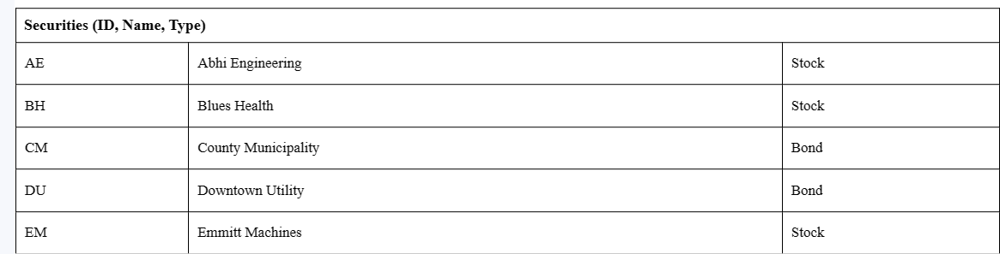 Securities (ID, Name, Type)
AE Abhi Engineering Stock
BH Blues Health Stock
CM County Municipality Bond
DU Downtown Utility Bond
EM Emmitt Machines Stock